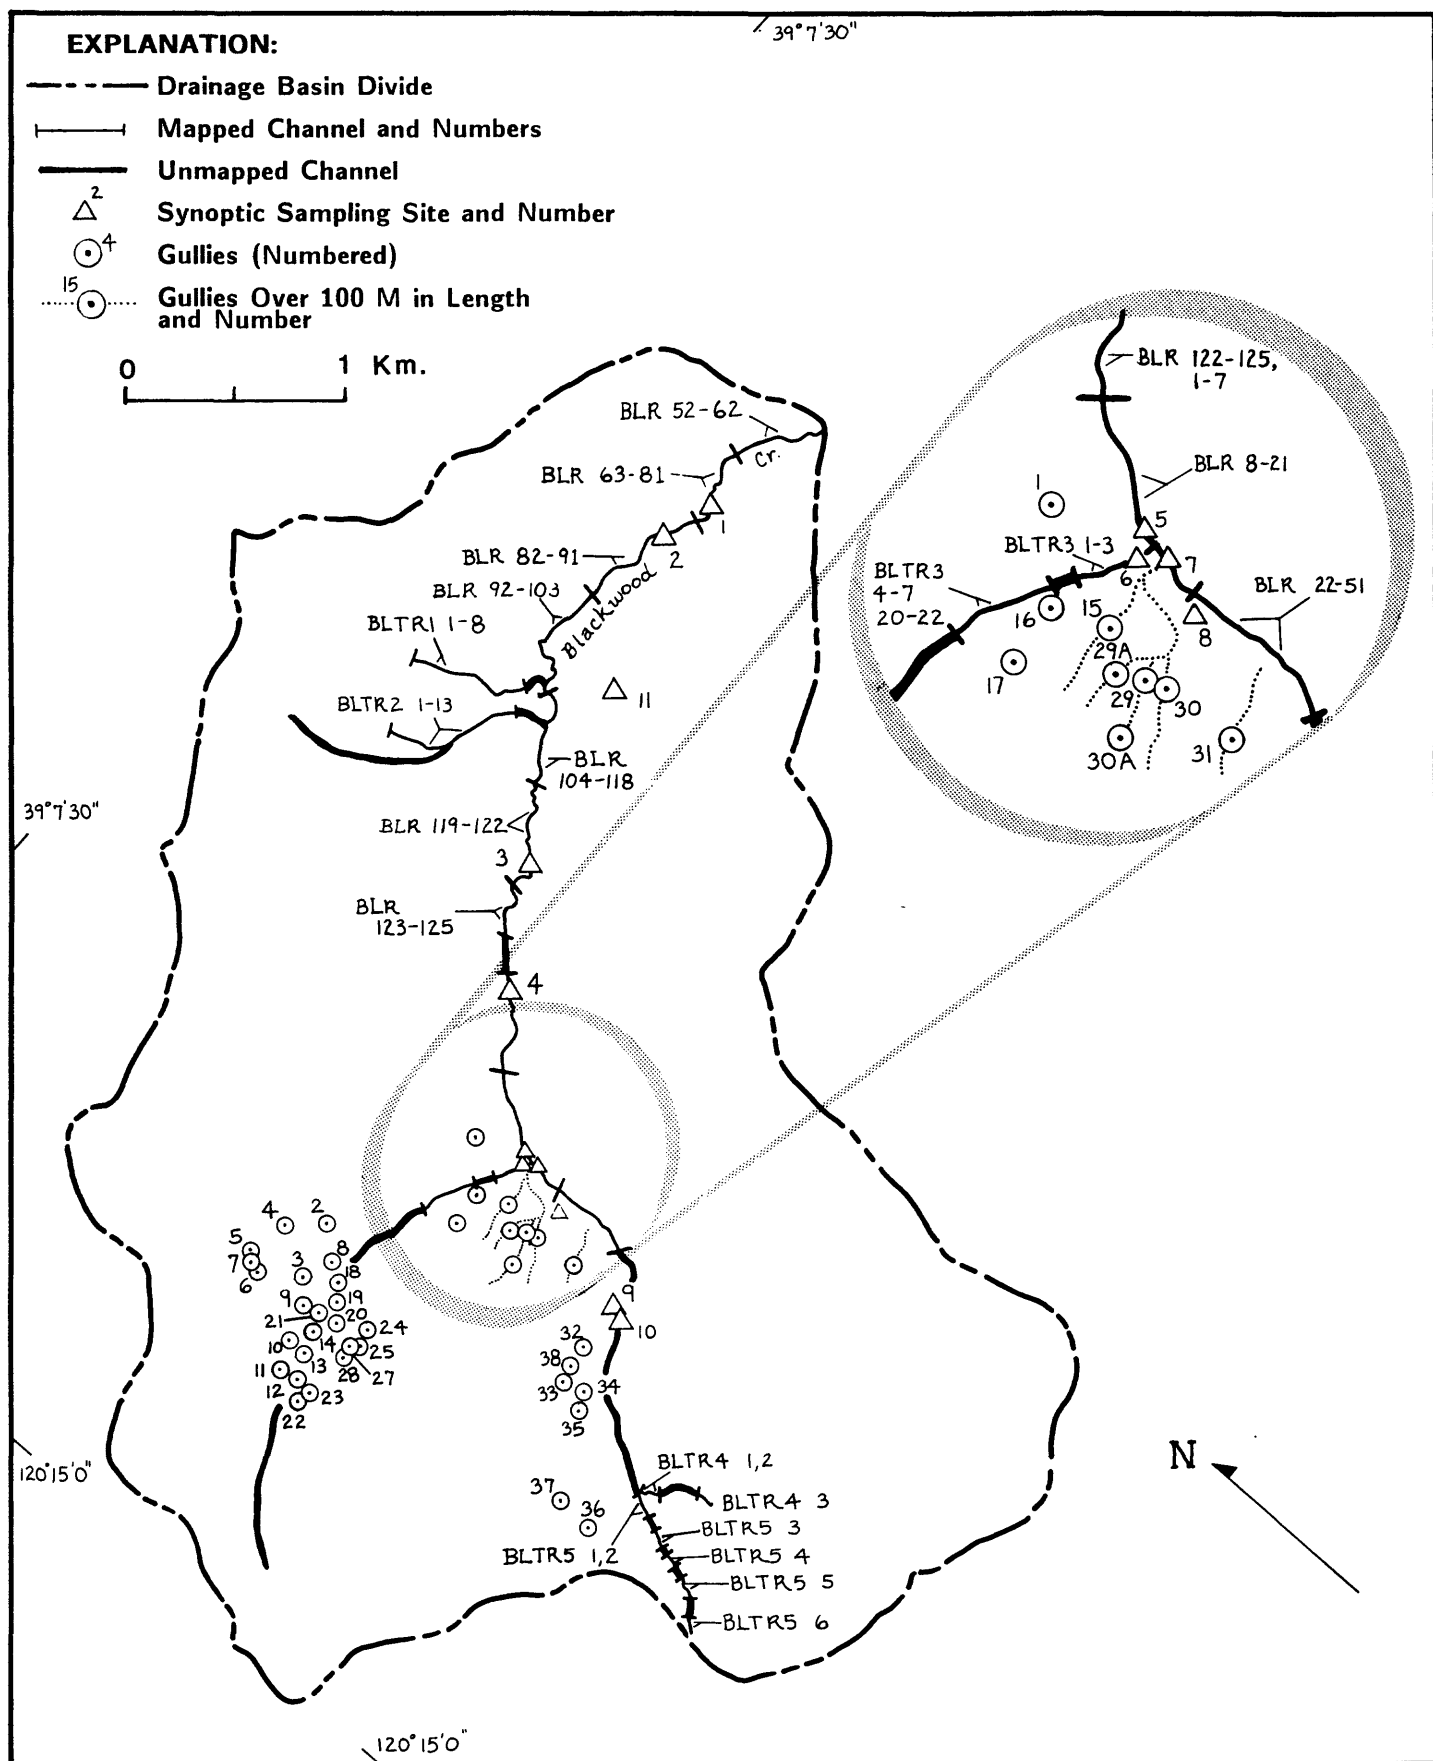 39°7'30"
EXPLANATION:
Drainage Basin Divide
Mapped Channel and Numbers
Unmapped Channel
2
Synoptic Sampling Site and Number
4
Gullies (Numbered)
15
Gullies Over 100 M in Length
and Number
0 1 Km.
BLR 122-125,
1-7
BLR 8-21
1
5
BLTR3 1-3
6
7
BLTR3
4-7
20-22
BLR 22-51
16
15
8
29A
17
29
30
30A
31
BLR 52-62
Cr.
BLR 63-81
1
2
BLR 82-91
BLR 92-103
Blackwood
BLTR1 1-8
11
BLTR2 1-13
BLR
104-118
39°7'30"
BLR 119-122
3
BLR
123-125
4
4
2
5
7
6
3
8
18
9
19
21
20
24
10
14
25
11
13
28
27
12
23
22
9
10
32
38
33
34
35
120°15'0"
N
BLTR4 1,2
37
BLTR4 3
36
BLTR5 3
BLTR5 1,2
BLTR5 4
BLTR5 5
BLTR5 6
120°15'0"